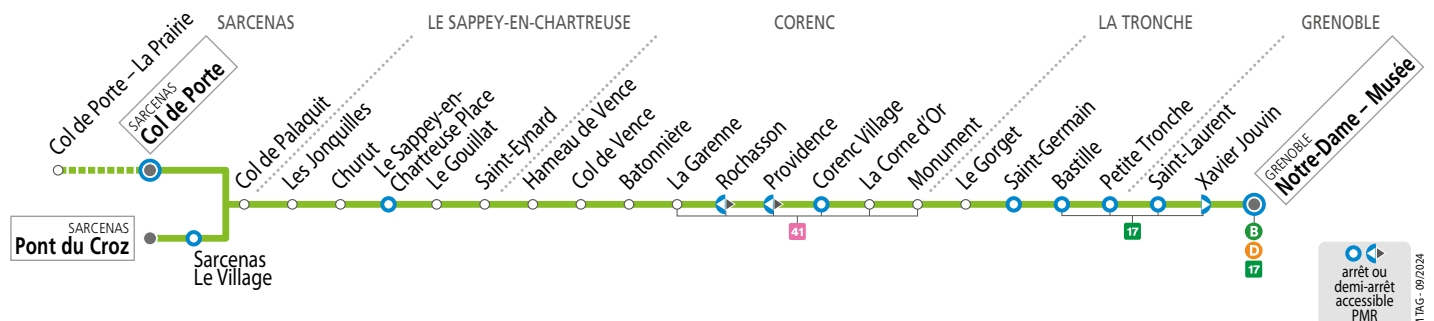 SARCENAS
LE SAPPEY-EN-CHARTREUSE
CORENC
LA TRONCHE
GRENOBLE
Col de Porte – La Prairie
SARCENAS
Col de Porte
SARCENAS
Pont du Croz
Sarcenas
Le Village
Col de Palaquit
Les Jonquilles
Churut
Le Sappey-en-
Chartreuse Place
Le Gouillat
Saint-Eynard
Hameau de Vence
Col de Vence
Batonnière
La Garenne
Rochasson
Providence
Corenc Village
La Corne d'Or
Monument
Le Gorget
Saint-Germain
Bastille
Petite Tronche
Saint-Laurent
Xavier Jouvin
GRENOBLE
Notre-Dame – Musée
41
17
B
D
17
arrêt ou
demi-arrêt
accessible
PMR
TAG - 09/2024